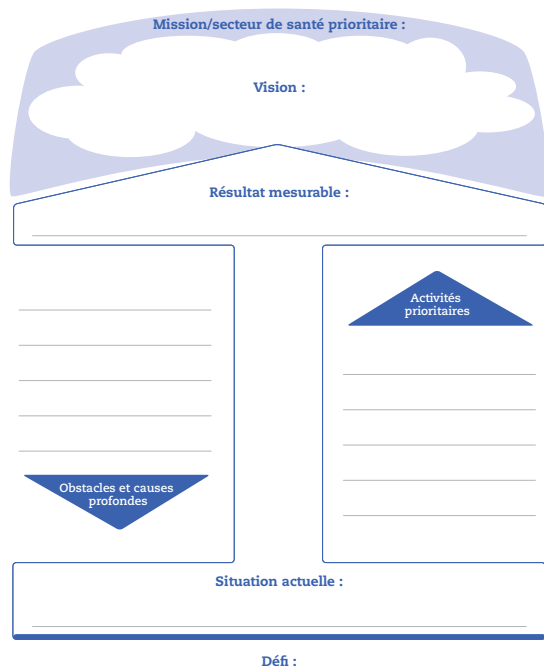 Mission/secteur de santé prioritaire :
Vision :
Résultat mesurable :
Activités
prioritaires
Obstacles et causes
profondes
Situation actuelle :
Défi :